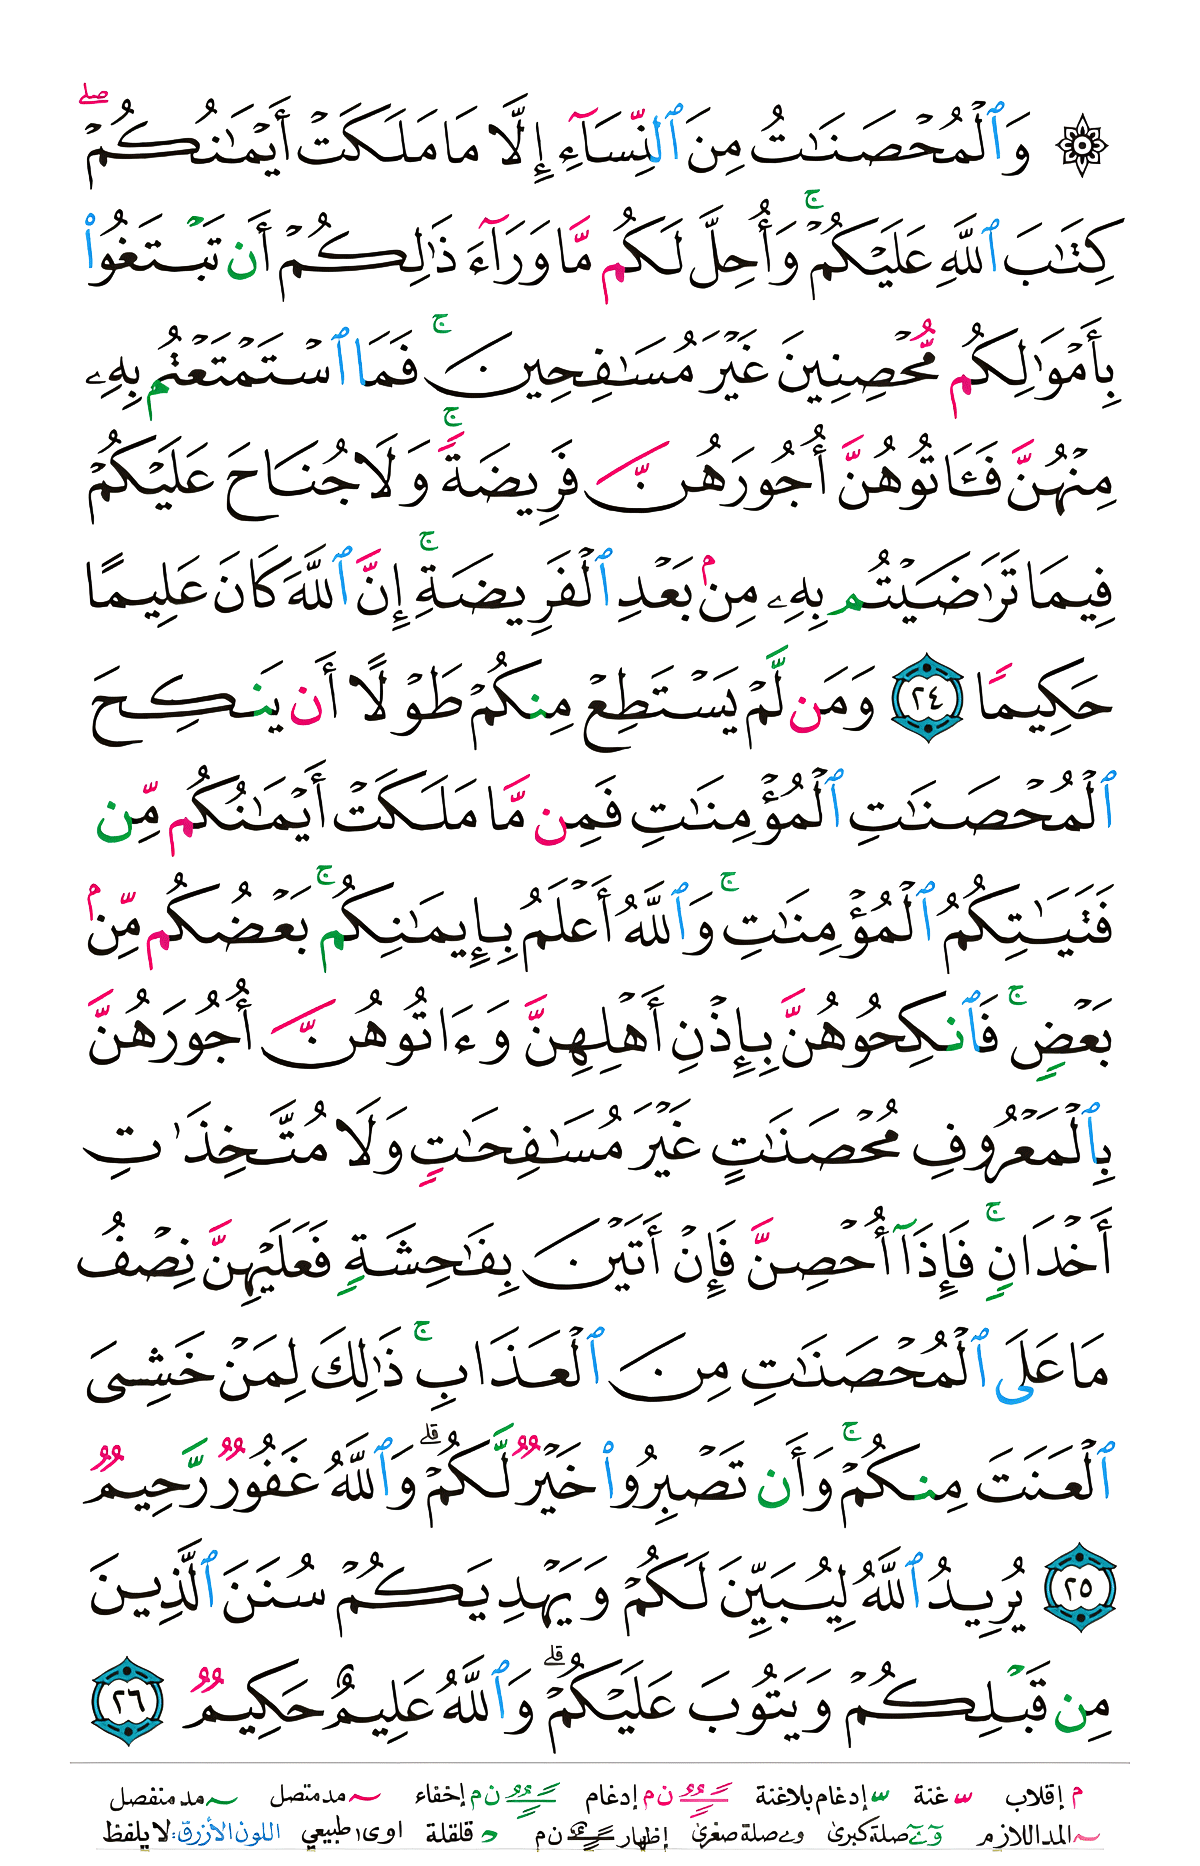 ۞ وَٱلْمُحْصَنَـٰتُ مِنَ ٱلنِّسَآءِ إِلَّا مَا مَلَكَتْ أَيْمَـٰنُكُمْ ۖ
كِتَـٰبَ ٱللَّهِ عَلَيْكُمْ ۚ وَأُحِلَّ لَكُم مَّا وَرَآءَ ذَٰلِكُمْ أَن تَبْتَغُوا۟
بِأَمْوَٰلِكُم مُّحْصِنِينَ غَيْرَ مُسَـٰفِحِينَ ۚ فَمَا ٱسْتَمْتَعْتُم بِهِۦ
مِنْهُنَّ فَـَٔاتُوهُنَّ أُجُورَهُنَّ فَرِيضَةً ۚ وَلَا جُنَاحَ عَلَيْكُمْ
فِيمَا تَرَٰضَيْتُم بِهِۦ مِنۢ بَعْدِ ٱلْفَرِيضَةِ ۚ إِنَّ ٱللَّهَ كَانَ عَلِيمًا
حَكِيمًا ٢٤ وَمَن لَّمْ يَسْتَطِعْ مِنكُمْ طَوْلًا أَن يَنكِحَ
ٱلْمُحْصَنَـٰتِ ٱلْمُؤْمِنَـٰتِ فَمِن مَّا مَلَكَتْ أَيْمَـٰنُكُم مِّن
فَتَيَـٰتِكُمُ ٱلْمُؤْمِنَـٰتِ ۚ وَٱللَّهُ أَعْلَمُ بِإِيمَـٰنِكُم ۚ بَعْضُكُم مِّنۢ
بَعْضٍ ۚ فَٱنكِحُوهُنَّ بِإِذْنِ أَهْلِهِنَّ وَءَاتُوهُنَّ أُجُورَهُنَّ
بِٱلْمَعْرُوفِ مُحْصَنَـٰتٍ غَيْرَ مُسَـٰفِحَـٰتٍ وَلَا مُتَّخِذَٰتِ
أَخْدَانٍ ۚ فَإِذَآ أُحْصِنَّ فَإِنْ أَتَيْنَ بِفَـٰحِشَةٍ فَعَلَيْهِنَّ نِصْفُ
مَا عَلَى ٱلْمُحْصَنَـٰتِ مِنَ ٱلْعَذَابِ ۚ ذَٰلِكَ لِمَنْ خَشِىَ
ٱلْعَنَتَ مِنكُمْ ۚ وَأَن تَصْبِرُوا۟ خَيْرٌ لَّكُمْ ۗ وَٱللَّهُ غَفُورٌ رَّحِيمٌ
٢٥ يُرِيدُ ٱللَّهُ لِيُبَيِّنَ لَكُمْ وَيَهْدِيَكُمْ سُنَنَ ٱلَّذِينَ
مِن قَبْلِكُمْ وَيَتُوبَ عَلَيْكُمْ ۗ وَٱللَّهُ عَلِيمٌ حَكِيمٌ ٢٦
م إقلاب غنة إدغام بلاغنة ن م إدغام ن م إخفاء مد متصل مد منفصل
المد اللازم صلة كبرى و ے صلة صغرى إظهار ن م قلقلة ا و ى طبيعي اللون الأزرق: لا يلفظ